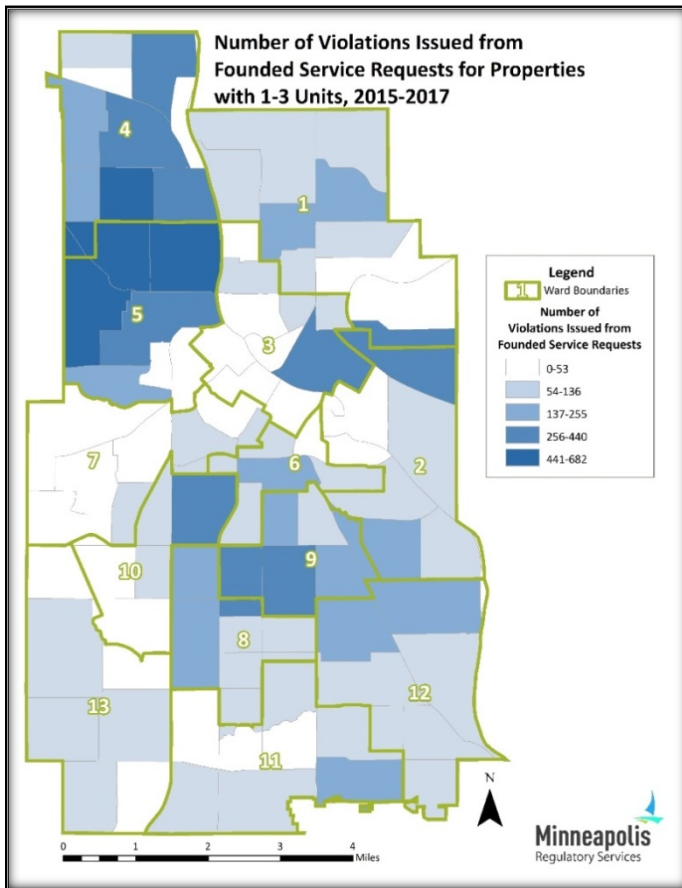 Number of Violations Issued from
Founded Service Requests for Properties
with 1-3 Units, 2015-2017
4
1
Legend
1 Ward Boundaries
Number of
Violations Issued from
Founded Service Requests
0-53
54-136
137-255
256-440
441-682
5
3
7
6
2
10
9
8
13
12
11
N
0 1 2 3 4
Miles
Minneapolis
Regulatory Services